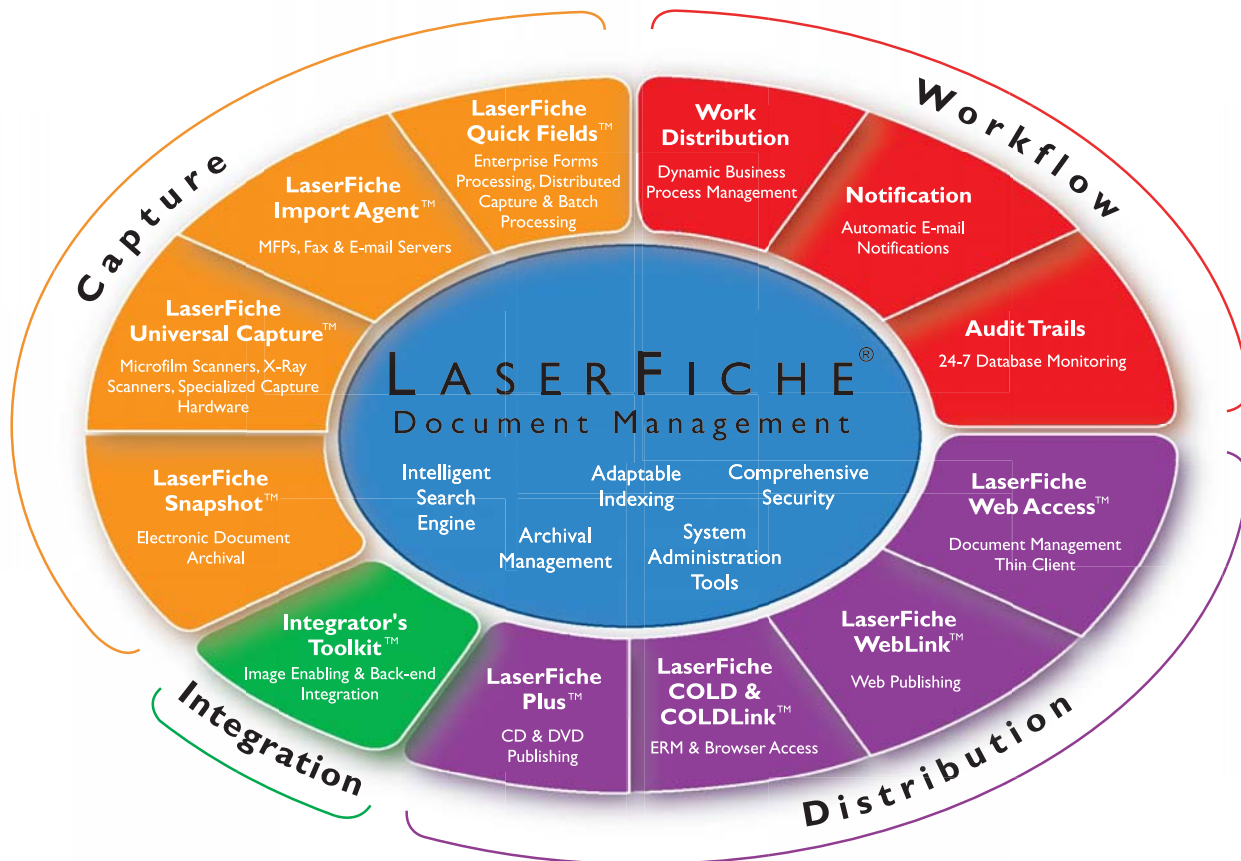 Capture
LaserFiche
Quick Fields™
Enterprise Forms
Processing, Distributed
Capture & Batch
Processing
LaserFiche
Import Agent™
MFPs, Fax & E-mail Servers
LaserFiche
Universal Capture™
Microfilm Scanners, X-Ray
Scanners, Specialized Capture
Hardware
LaserFiche
Snapshot™
Electronic Document
Archival
Workflow
Work
Distribution
Dynamic Business
Process Management
Notification
Automatic E-mail
Notifications
Audit Trails
24-7 Database Monitoring
LASERFICHE®
Document Management
Intelligent
Search
Engine
Adaptable
Indexing
Comprehensive
Security
Archival
Management
System
Administration
Tools
Integration
Integrator's
Toolkit™
Image Enabling & Back-end
Integration
Distribution
LaserFiche
Web Access™
Document Management
Thin Client
LaserFiche
WebLink™
Web Publishing
LaserFiche
COLD &
COLDLink™
ERM & Browser Access
LaserFiche
Plus™
CD & DVD
Publishing